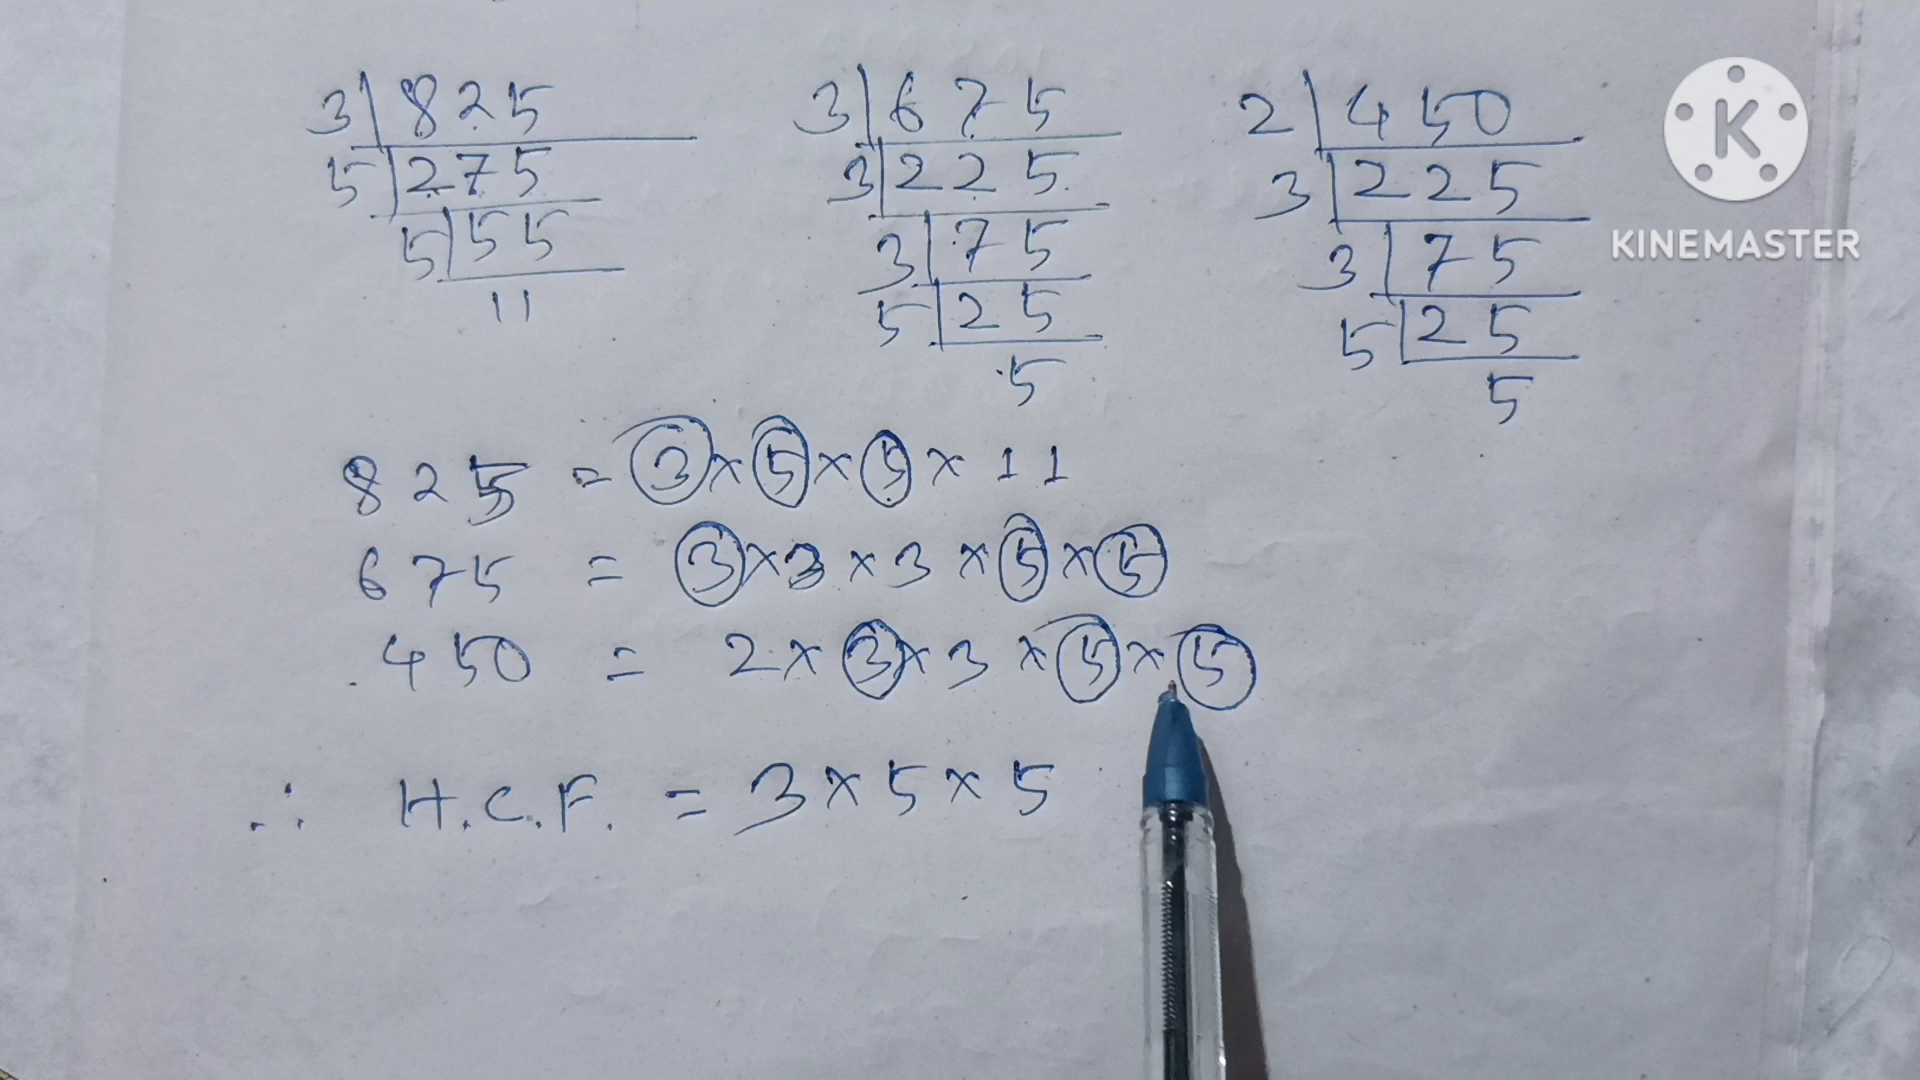 3 825
5 275
5 55
11
3 675
3 225
3 75
5 25
5
2 450
3 225
3 75
5 25
5
K
KINEMASTER
825 = 3 × 5 × 5 × 11
675 = 3 × 3 × 3 × 5 × 5
450 = 2 × 3 × 3 × 5 × 5
∴ H.C.F. = 3 × 5 × 5